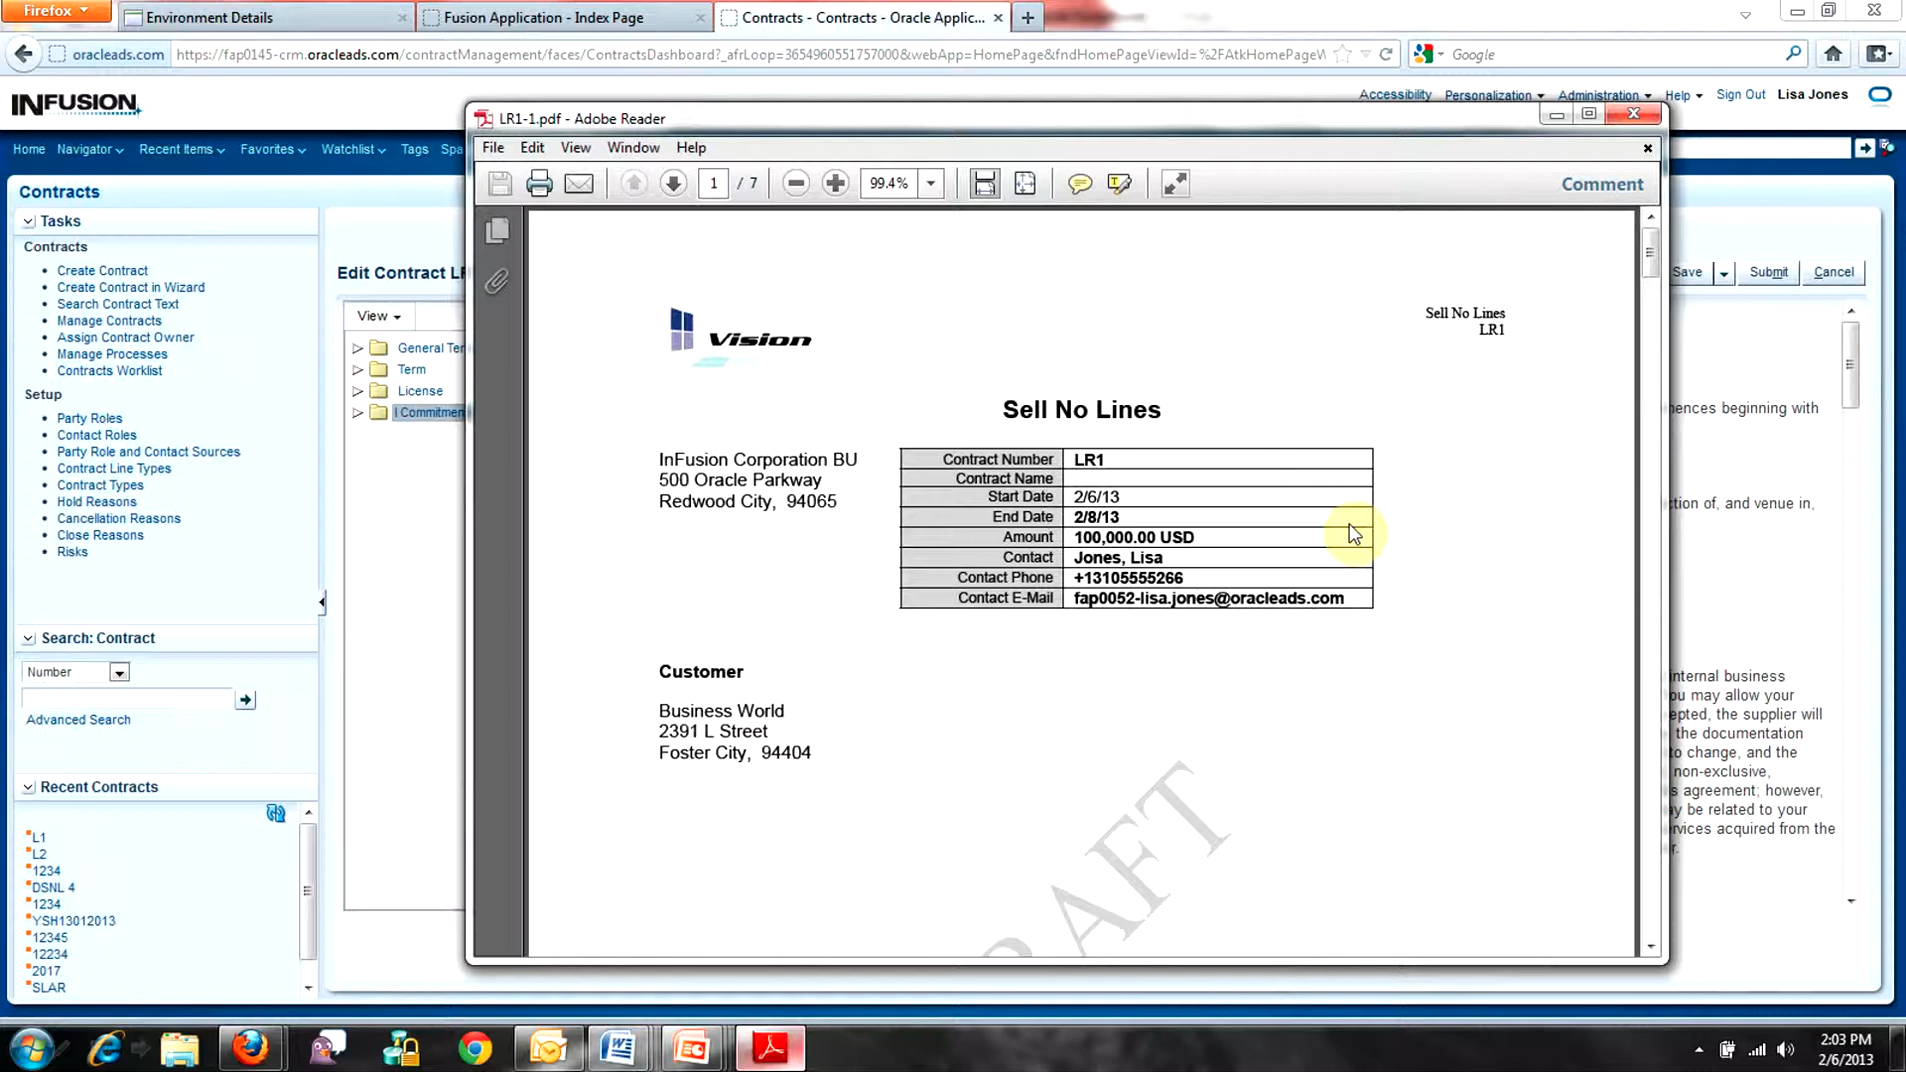 Firefox
Environment Details
Fusion Application - Index Page
Contracts - Contracts - Oracle Applic...
oracleads.com
https://fap0145-crm.oracleads.com/contractManagement/faces/ContractsDashboard?_afrLoop=3654960551757000&webApp=HomePage&fndHomePageViewId=%2FAtkHomePageW
Google
INFUSION
Accessibility Personalization Administration Help Sign Out Lisa Jones
Home Navigator Recent Items Favorites Watchlist Tags Spa
LR1-1.pdf - Adobe Reader
File Edit View Window Help
1 / 7
99.4%
Comment
Contracts
Tasks
Contracts
Create Contract
Create Contract in Wizard
Search Contract Text
Manage Contracts
Assign Contract Owner
Manage Processes
Contracts Worklist
Setup
Party Roles
Contact Roles
Party Role and Contact Sources
Contract Line Types
Contract Types
Hold Reasons
Cancellation Reasons
Close Reasons
Risks
Search: Contract
Number
Advanced Search
Recent Contracts
L1
L2
1234
DSNL 4
1234
YSH13012013
12345
12234
2017
SLAR
Edit Contract LR
Save Submit Cancel
View
General Ter
Term
License
l Commitmen
Vision
Sell No Lines
LR1
Sell No Lines
InFusion Corporation BU
500 Oracle Parkway
Redwood City, 94065
Contract Number LR1
Contract Name
Start Date 2/6/13
End Date 2/8/13
Amount 100,000.00 USD
Contact Jones, Lisa
Contact Phone +13105555266
Contact E-Mail fap0052-lisa.jones@oracleads.com
Customer
Business World
2391 L Street
Foster City, 94404
RAFT
ences beginning with
tion of, and venue in,
internal business
ou may allow your
epted, the supplier will
the documentation
to change, and the
non-exclusive,
s agreement; however,
y be related to your
rvices acquired from the
r.
2:03 PM
2/6/2013